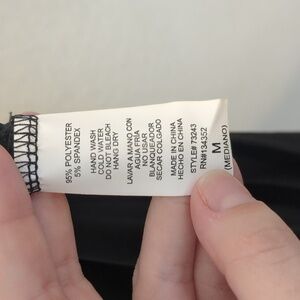 95% POLYESTER
5% SPANDEX
HAND WASH
COLD WATER
DO NOT BLEACH
HANG DRY
LAVAR A MANO CON
AGUA FRIA
NO USAR
BLANQUEADOR
SECAR COLGADO
MADE IN CHINA
HECHO EN CHINA
STYLE# 73243
RN#134352
M
(MEDIANO)